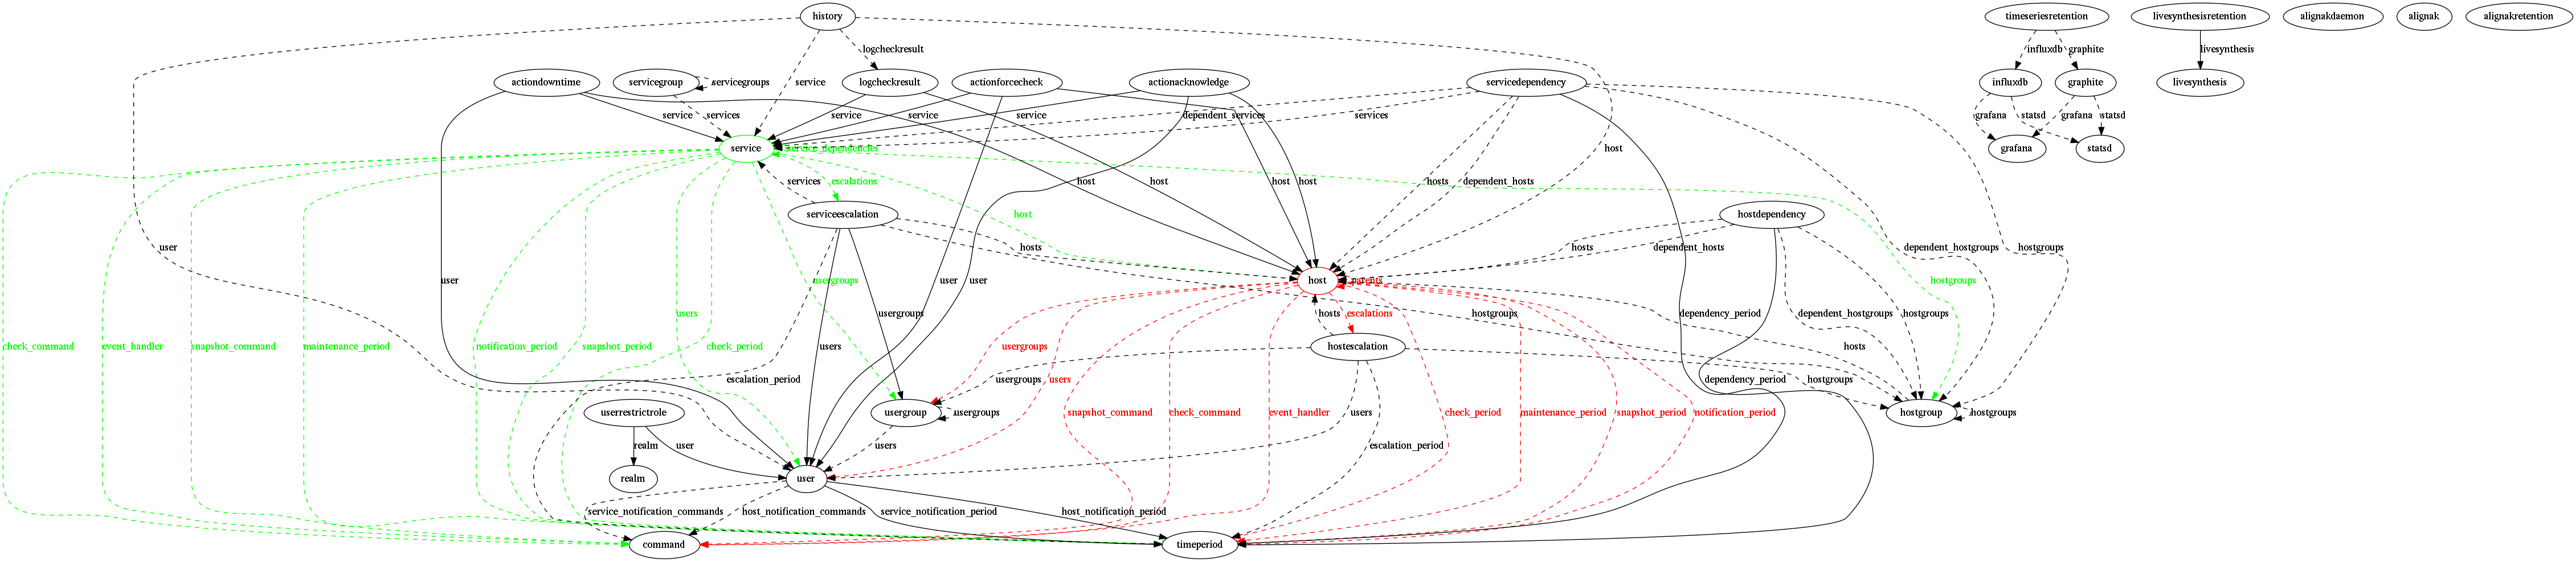 history
timeseriesretention
livesynthesisretention
alignakdaemon
alignak
alignakretention
logcheckresult
influxdb
graphite
livesynthesis
actiondowntime
servicegroup
servicegroups
logcheckresult
actionforcecheck
actionacknowledge
servicedependency
influxdb
graphite
livesynthesis
service
service
services
service
service
service
dependent_services
services
grafana
statsd
grafana
statsd
service
service_dependencies
host
grafana
statsd
services
escalations
host
host
host
host
hosts
dependent_hosts
serviceescalation
host
hostdependency
user
hosts
hosts
dependent_hosts
dependent_hostgroups
hostgroups
user
user
user
usergroups
host
parents
hostgroups
users
usergroups
hosts
escalations
hostgroups
dependency_period
dependent_hostgroups
hostgroups
check_command
event_handler
snapshot_command
maintenance_period
notification_period
snapshot_period
check_period
users
usergroups
hostescalation
hosts
escalation_period
users
usergroups
dependency_period
hostgroups
userrestrictrole
usergroup
usergroups
snapshot_command
check_command
event_handler
users
check_period
maintenance_period
snapshot_period
notification_period
hostgroup
hostgroups
realm
user
users
escalation_period
realm
user
service_notification_commands
host_notification_commands
service_notification_period
host_notification_period
command
timeperiod